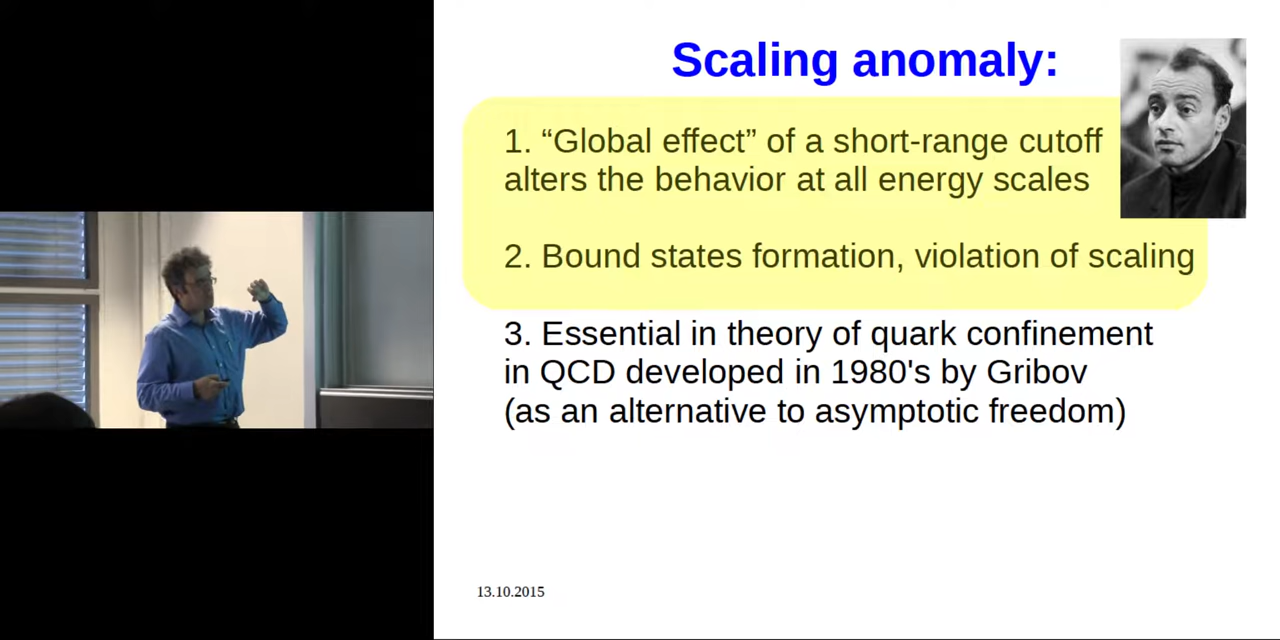 Scaling anomaly:
1. “Global effect” of a short-range cutoff
alters the behavior at all energy scales
2. Bound states formation, violation of scaling
3. Essential in theory of quark confinement
in QCD developed in 1980's by Gribov
(as an alternative to asymptotic freedom)
13.10.2015